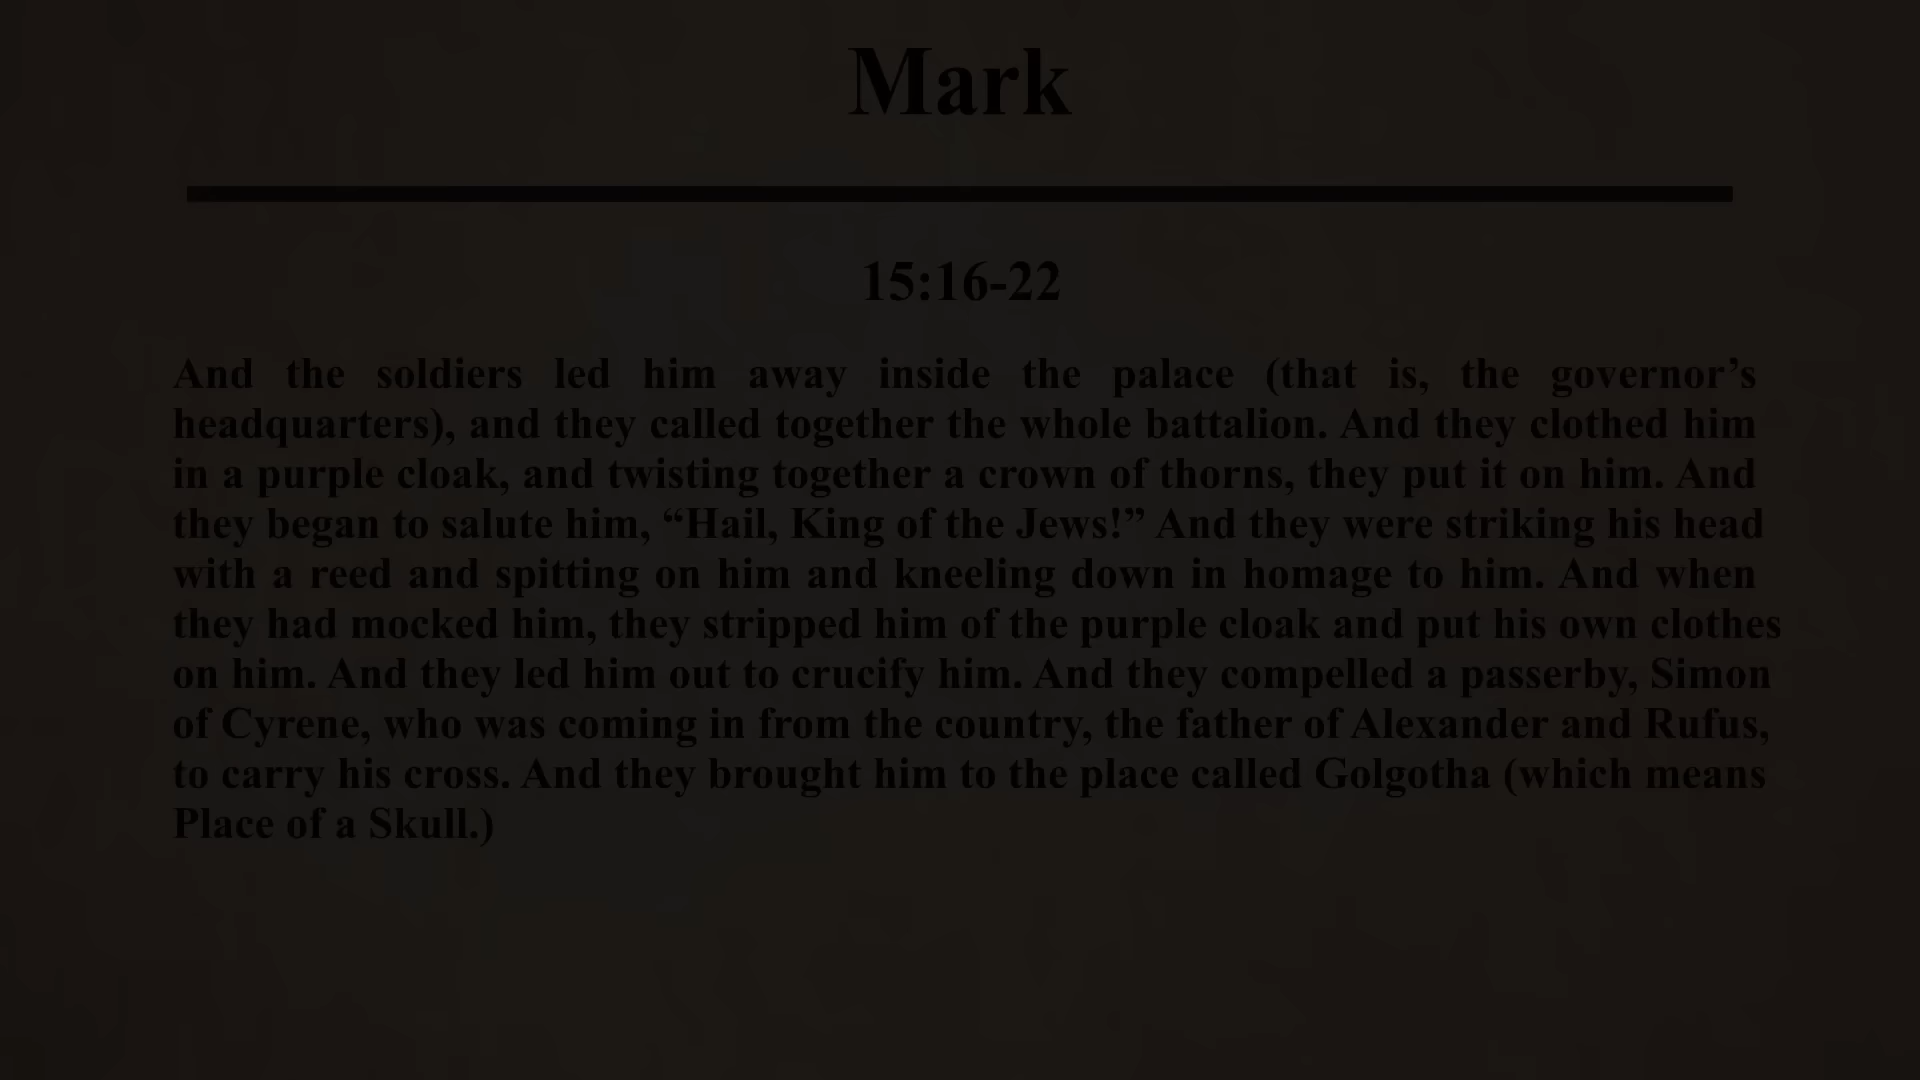 Mark
15:16-22
And the soldiers led him away inside the palace (that is, the governor’s
headquarters), and they called together the whole battalion. And they clothed him
in a purple cloak, and twisting together a crown of thorns, they put it on him. And
they began to salute him, “Hail, King of the Jews!” And they were striking his head
with a reed and spitting on him and kneeling down in homage to him. And when
they had mocked him, they stripped him of the purple cloak and put his own clothes
on him. And they led him out to crucify him. And they compelled a passerby, Simon
of Cyrene, who was coming in from the country, the father of Alexander and Rufus,
to carry his cross. And they brought him to the place called Golgotha (which means
Place of a Skull.)